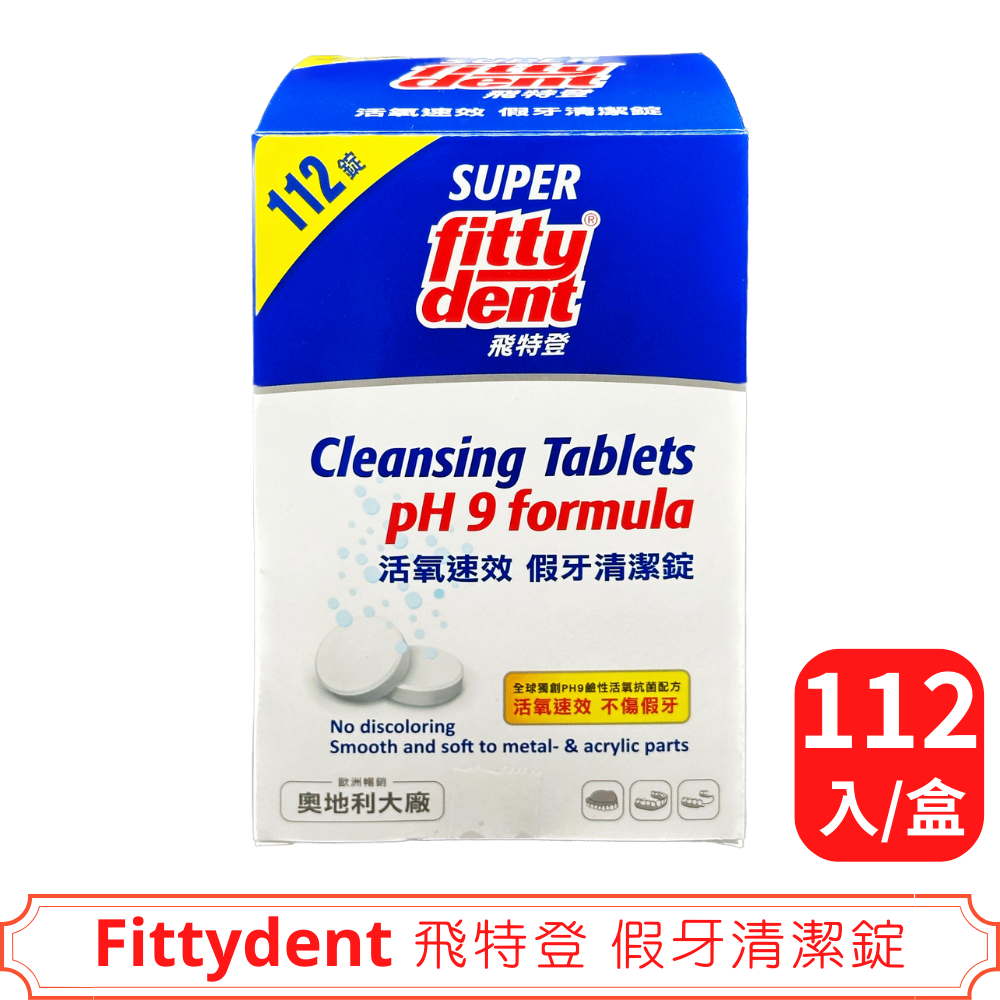 SUPER
fitty
dent
飛特登
活氧速效 假牙清潔錠
112錠
SUPER
fitty®
dent
飛特登
Cleansing Tablets
pH 9 formula
活氧速效 假牙清潔錠
全球獨創PH9鹼性活氧抗菌配方
活氧速效 不傷假牙
No discoloring
Smooth and soft to metal- & acrylic parts
歐洲暢銷
奧地利大廠
112
入/盒
Fittydent 飛特登 假牙清潔錠